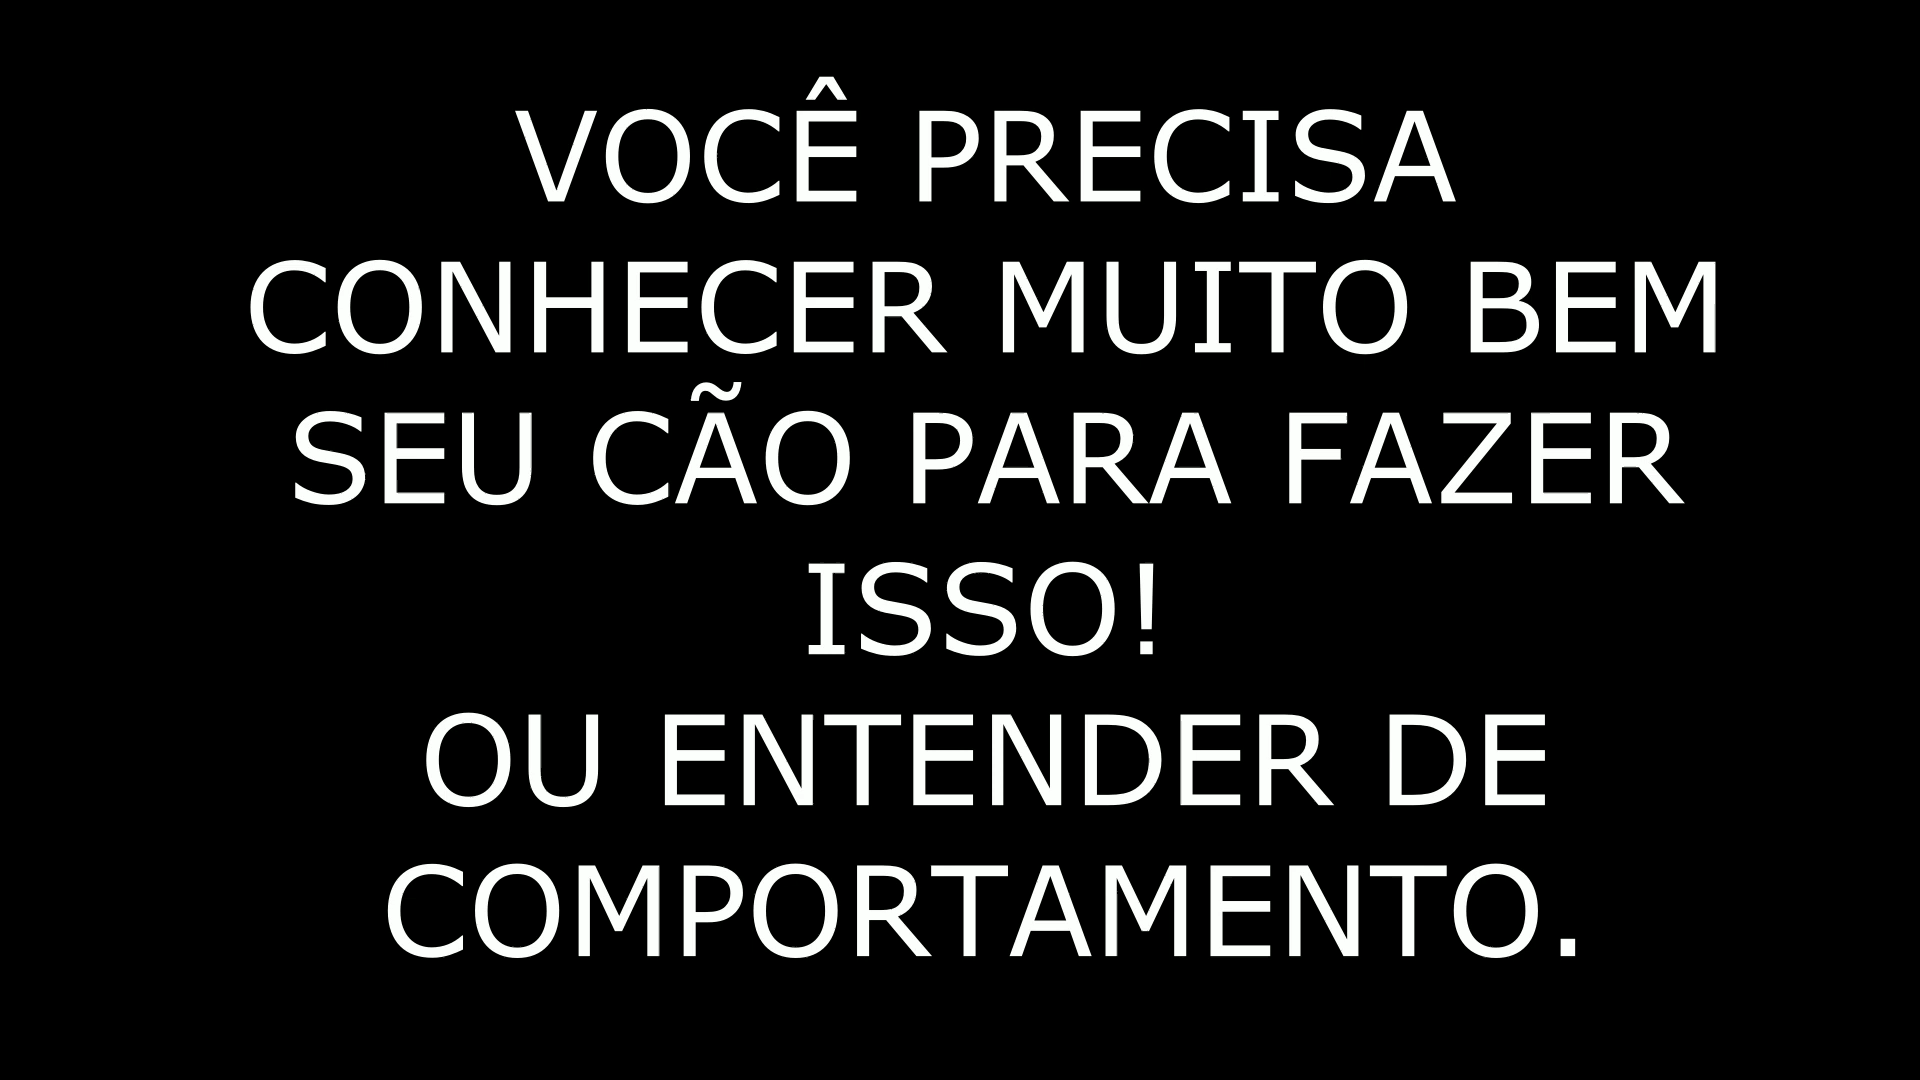 VOCÊ PRECISA
CONHECER MUITO BEM
SEU CÃO PARA FAZER
ISSO!
OU ENTENDER DE
COMPORTAMENTO.